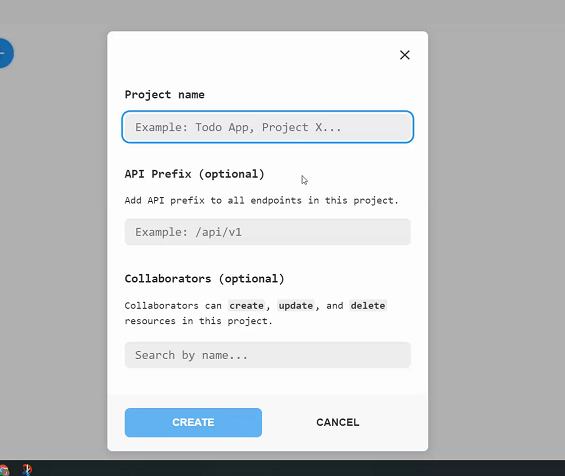 Project name
Example: Todo App, Project X...
API Prefix (optional)
Add API prefix to all endpoints in this project.
Example: /api/v1
Collaborators (optional)
Collaborators can create, update, and delete
resources in this project.
Search by name...
CREATE CANCEL